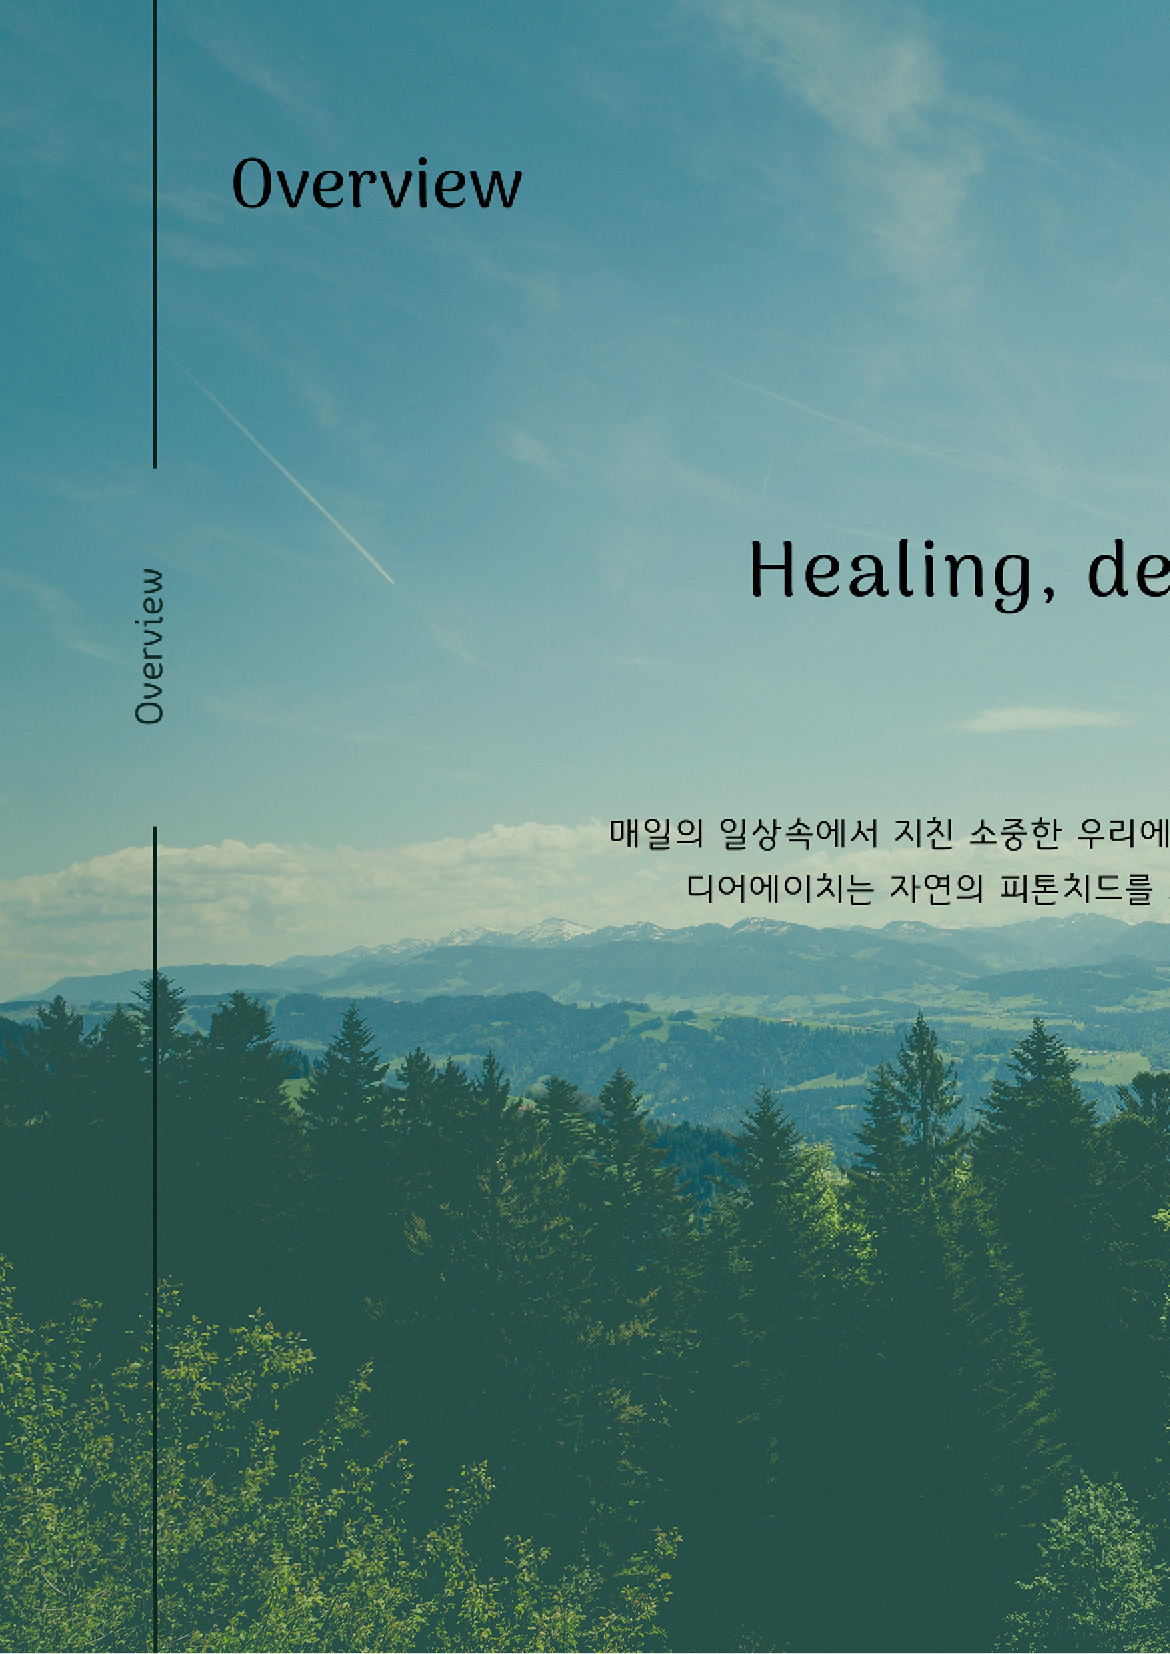 Overview
Healing, de
Overview
매일의 일상속에서 지친 소중한 우리에
디어에이치는 자연의 피톤치드를